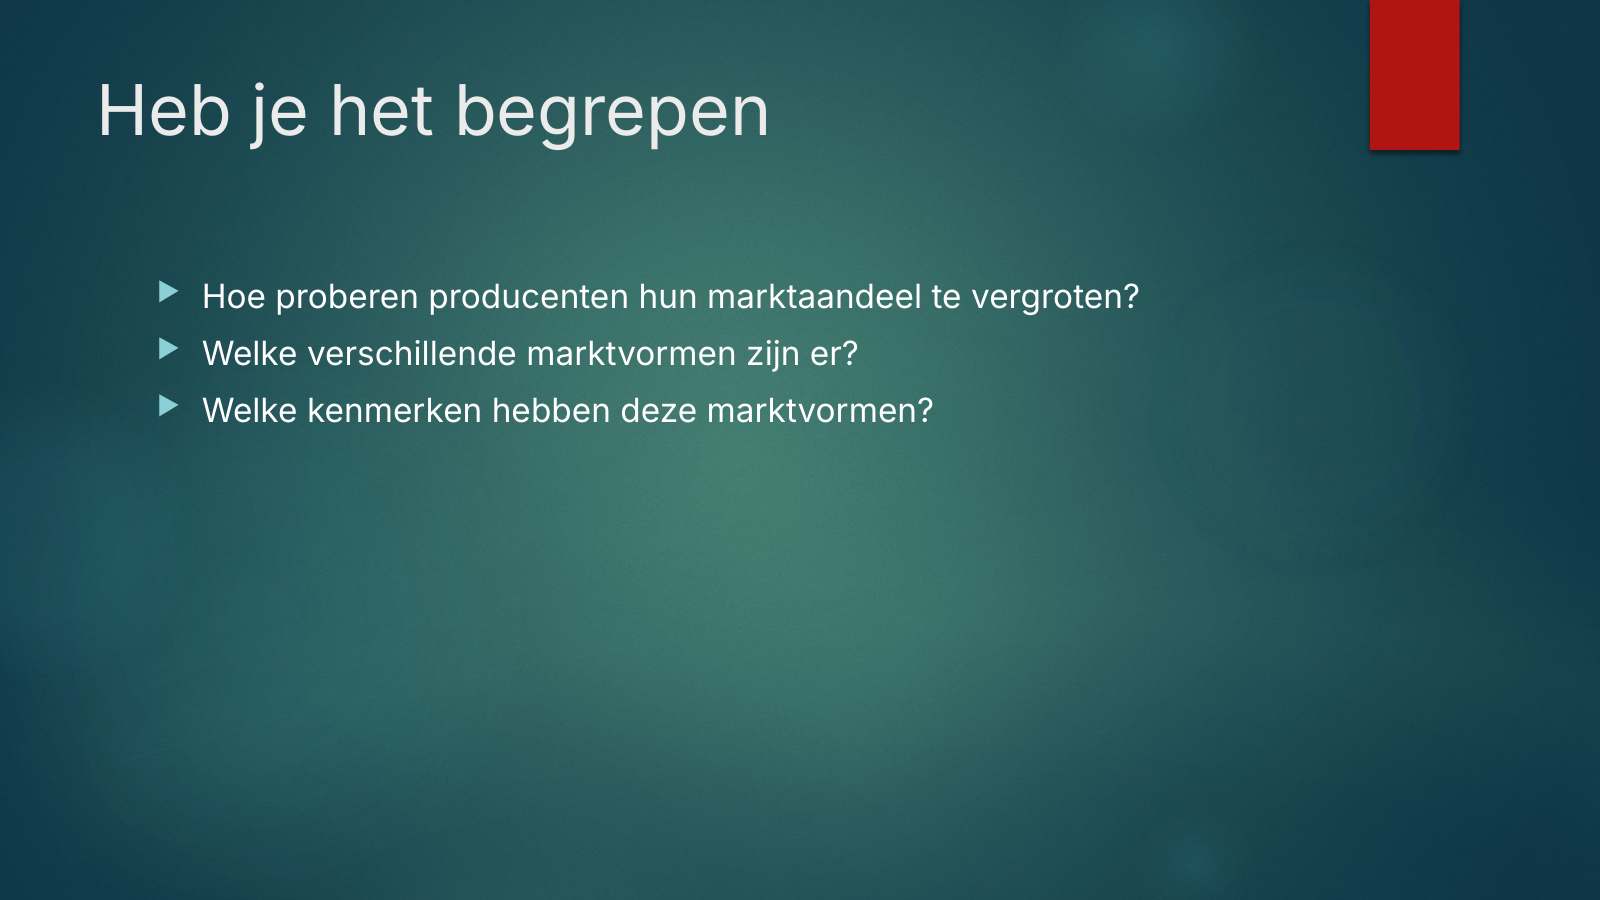 Heb je het begrepen
Hoe proberen producenten hun marktaandeel te vergroten?
Welke verschillende marktvormen zijn er?
Welke kenmerken hebben deze marktvormen?